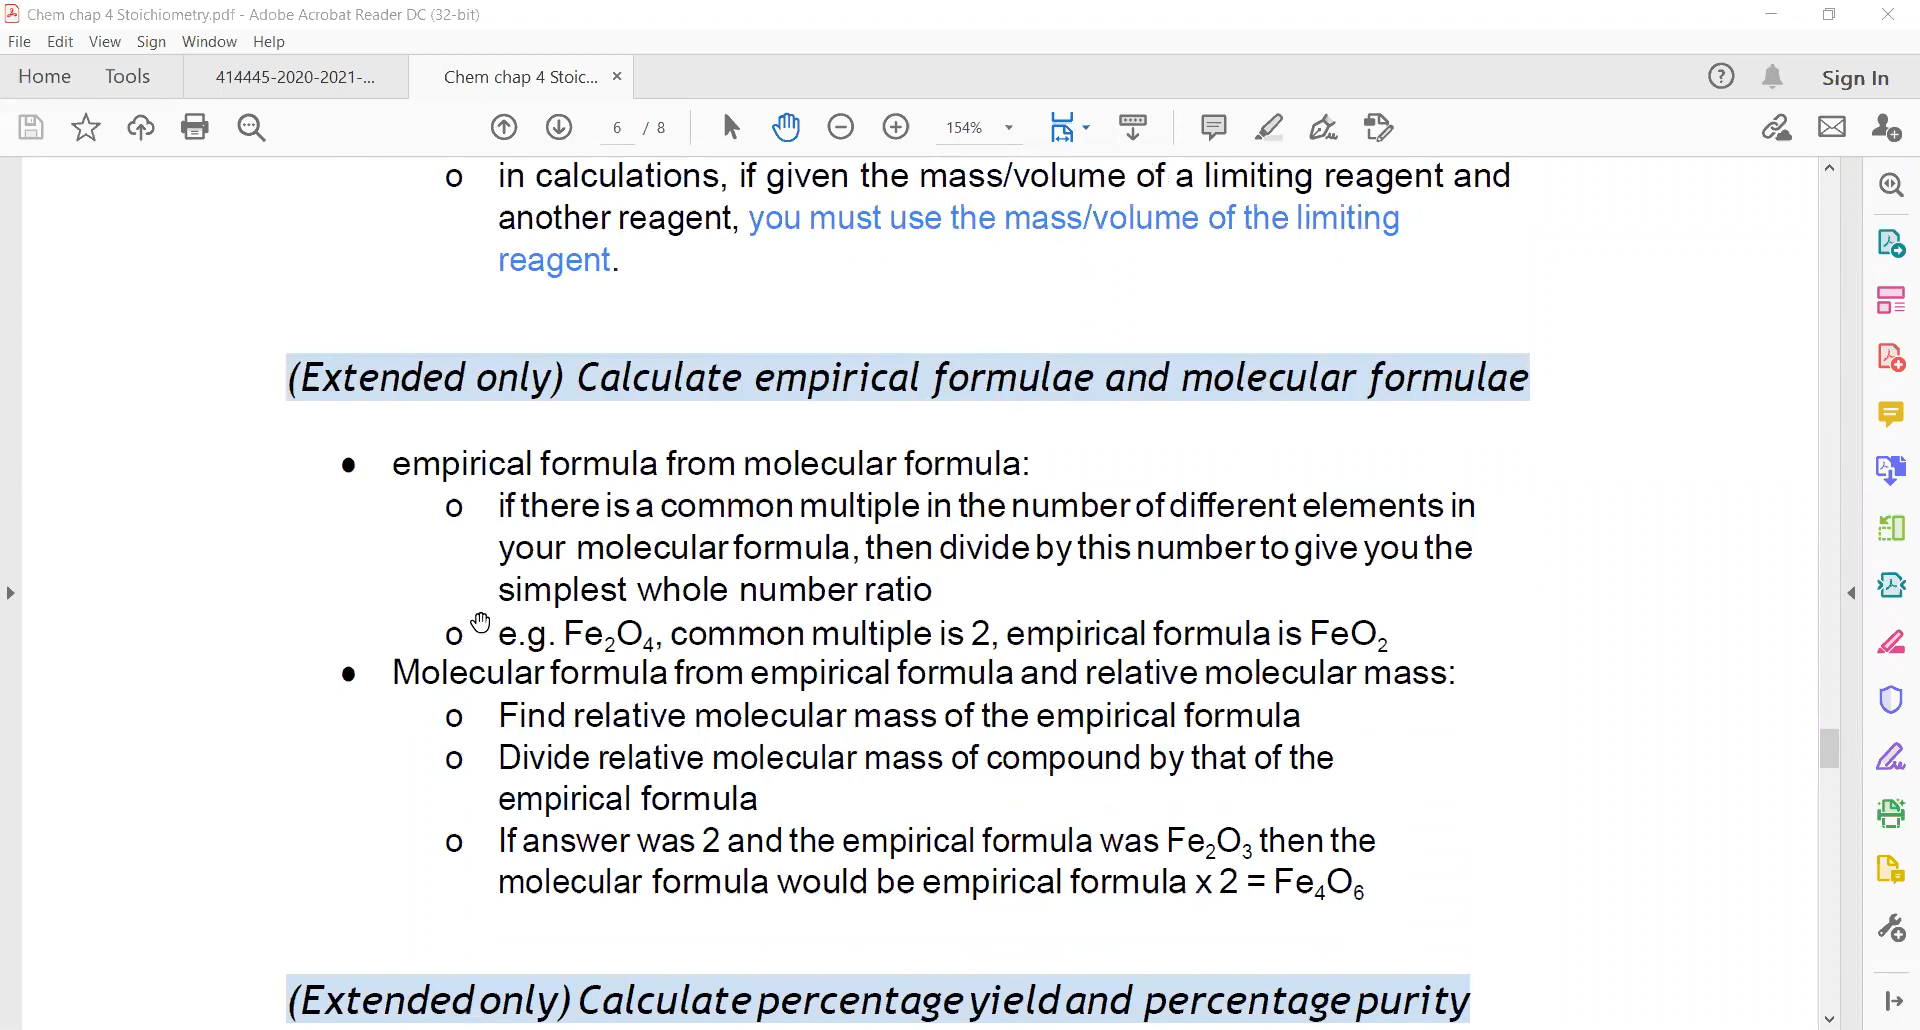 Chem chap 4 Stoichiometry.pdf - Adobe Acrobat Reader DC (32-bit)
File Edit View Sign Window Help
Home Tools 414445-2020-2021-... Chem chap 4 Stoic... × Sign In
6 / 8 154%
o in calculations, if given the mass/volume of a limiting reagent and
another reagent, you must use the mass/volume of the limiting
reagent.
(Extended only) Calculate empirical formulae and molecular formulae
● empirical formula from molecular formula:
o if there is a common multiple in the number of different elements in
your molecular formula, then divide by this number to give you the
simplest whole number ratio
o e.g. Fe₂O₄, common multiple is 2, empirical formula is FeO₂
● Molecular formula from empirical formula and relative molecular mass:
o Find relative molecular mass of the empirical formula
o Divide relative molecular mass of compound by that of the
empirical formula
o If answer was 2 and the empirical formula was Fe₂O₃ then the
molecular formula would be empirical formula x 2 = Fe₄O₆
(Extended only) Calculate percentage yield and percentage purity